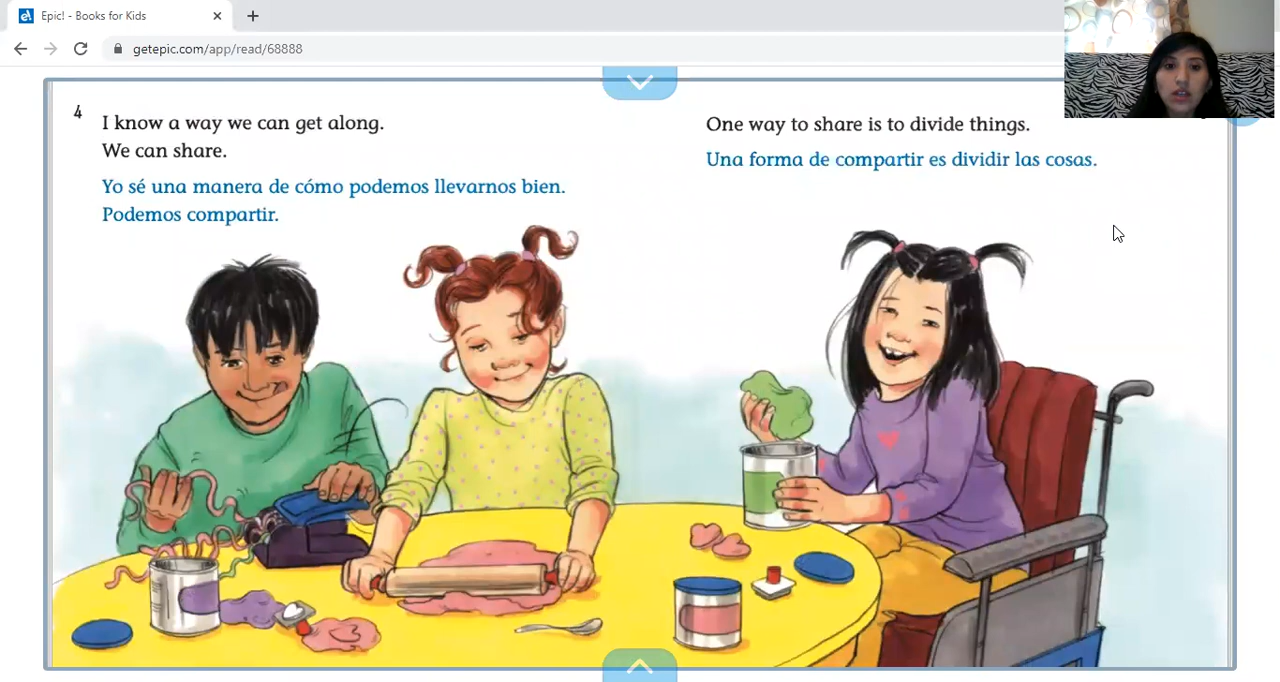 Epic! - Books for Kids
getepic.com/app/read/68888
4
I know a way we can get along.
We can share.
Yo sé una manera de cómo podemos llevarnos bien.
Podemos compartir.
One way to share is to divide things.
Una forma de compartir es dividir las cosas.